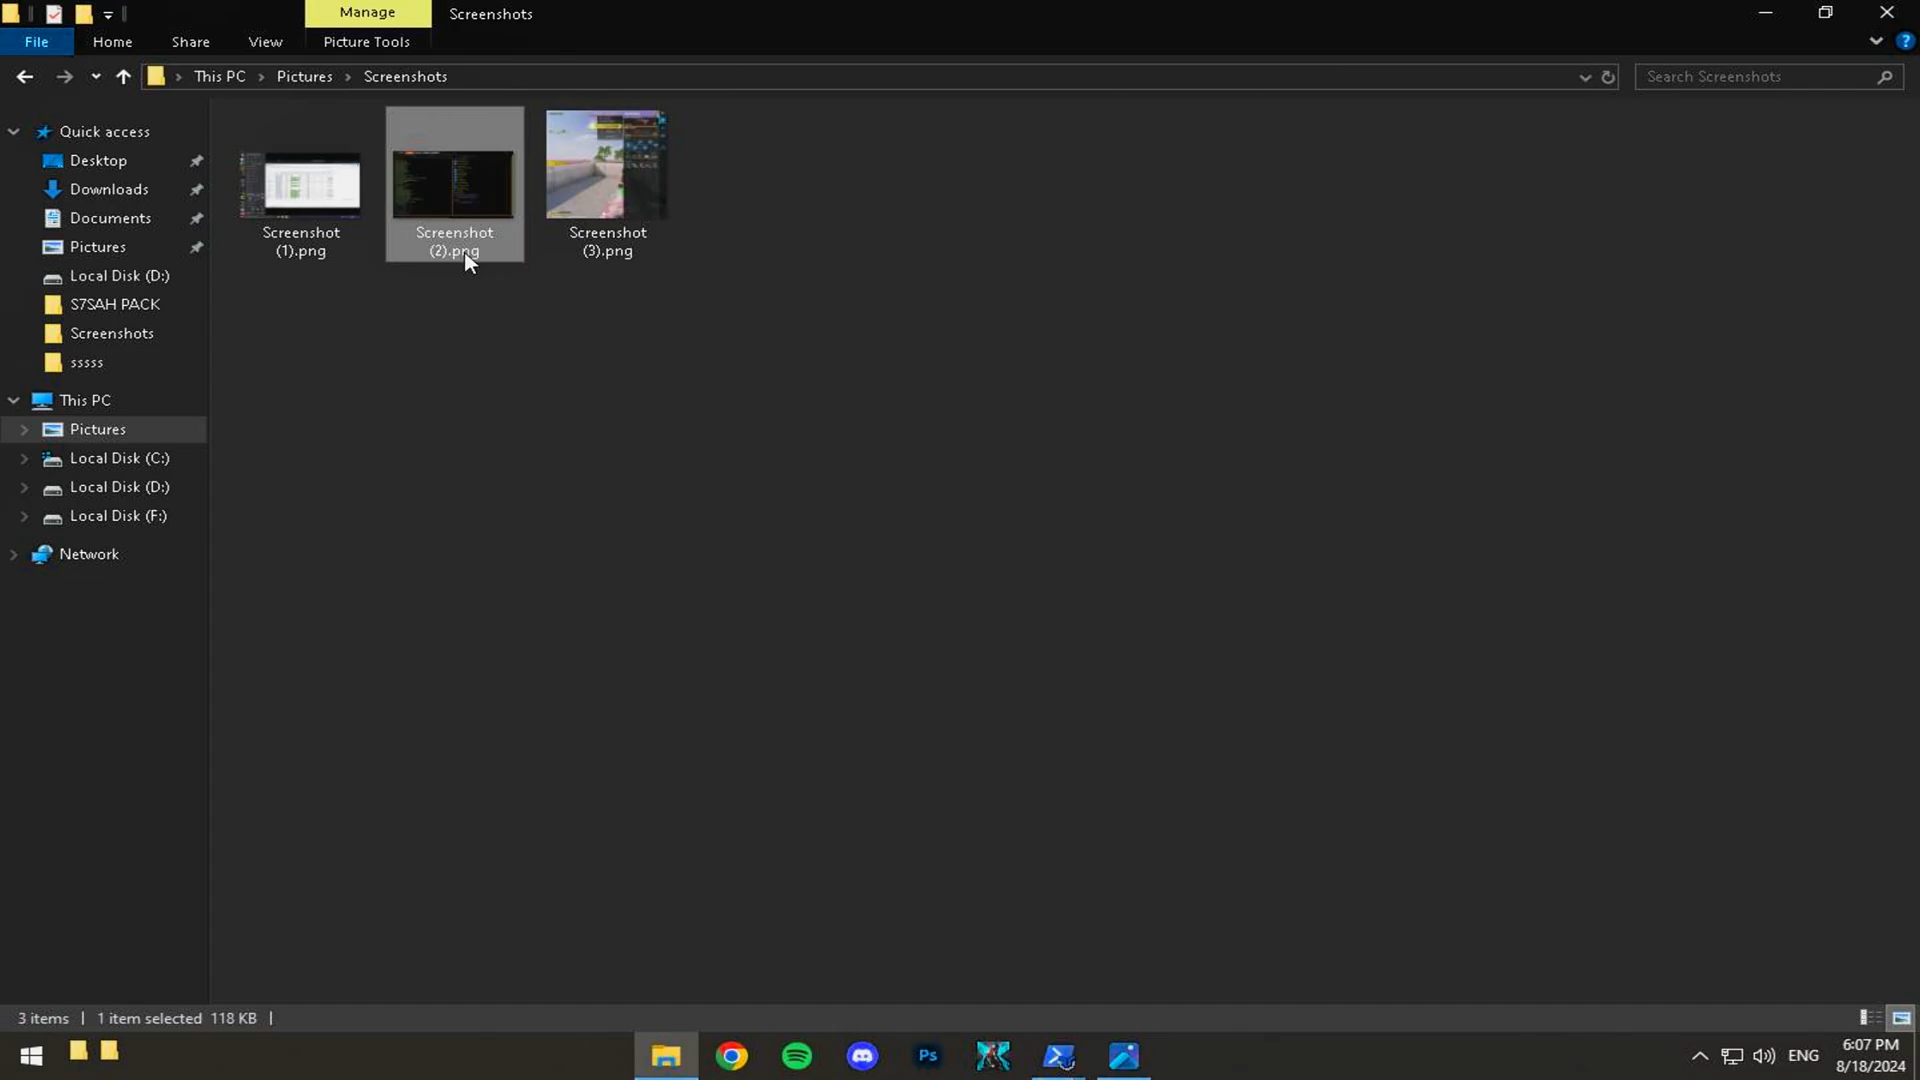 Manage
Screenshots
File
Home
Share
View
Picture Tools
This PC
Pictures
Screenshots
Search Screenshots
Quick access
Desktop
Downloads
Documents
Pictures
Local Disk (D:)
S7SAH PACK
Screenshots
sssss
This PC
Pictures
Local Disk (C:)
Local Disk (D:)
Local Disk (F:)
Network
Screenshot
(1).png
Screenshot
(2).png
Screenshot
(3).png
3 items
1 item selected 118 KB
Ps
ENG
6:07 PM
8/18/2024